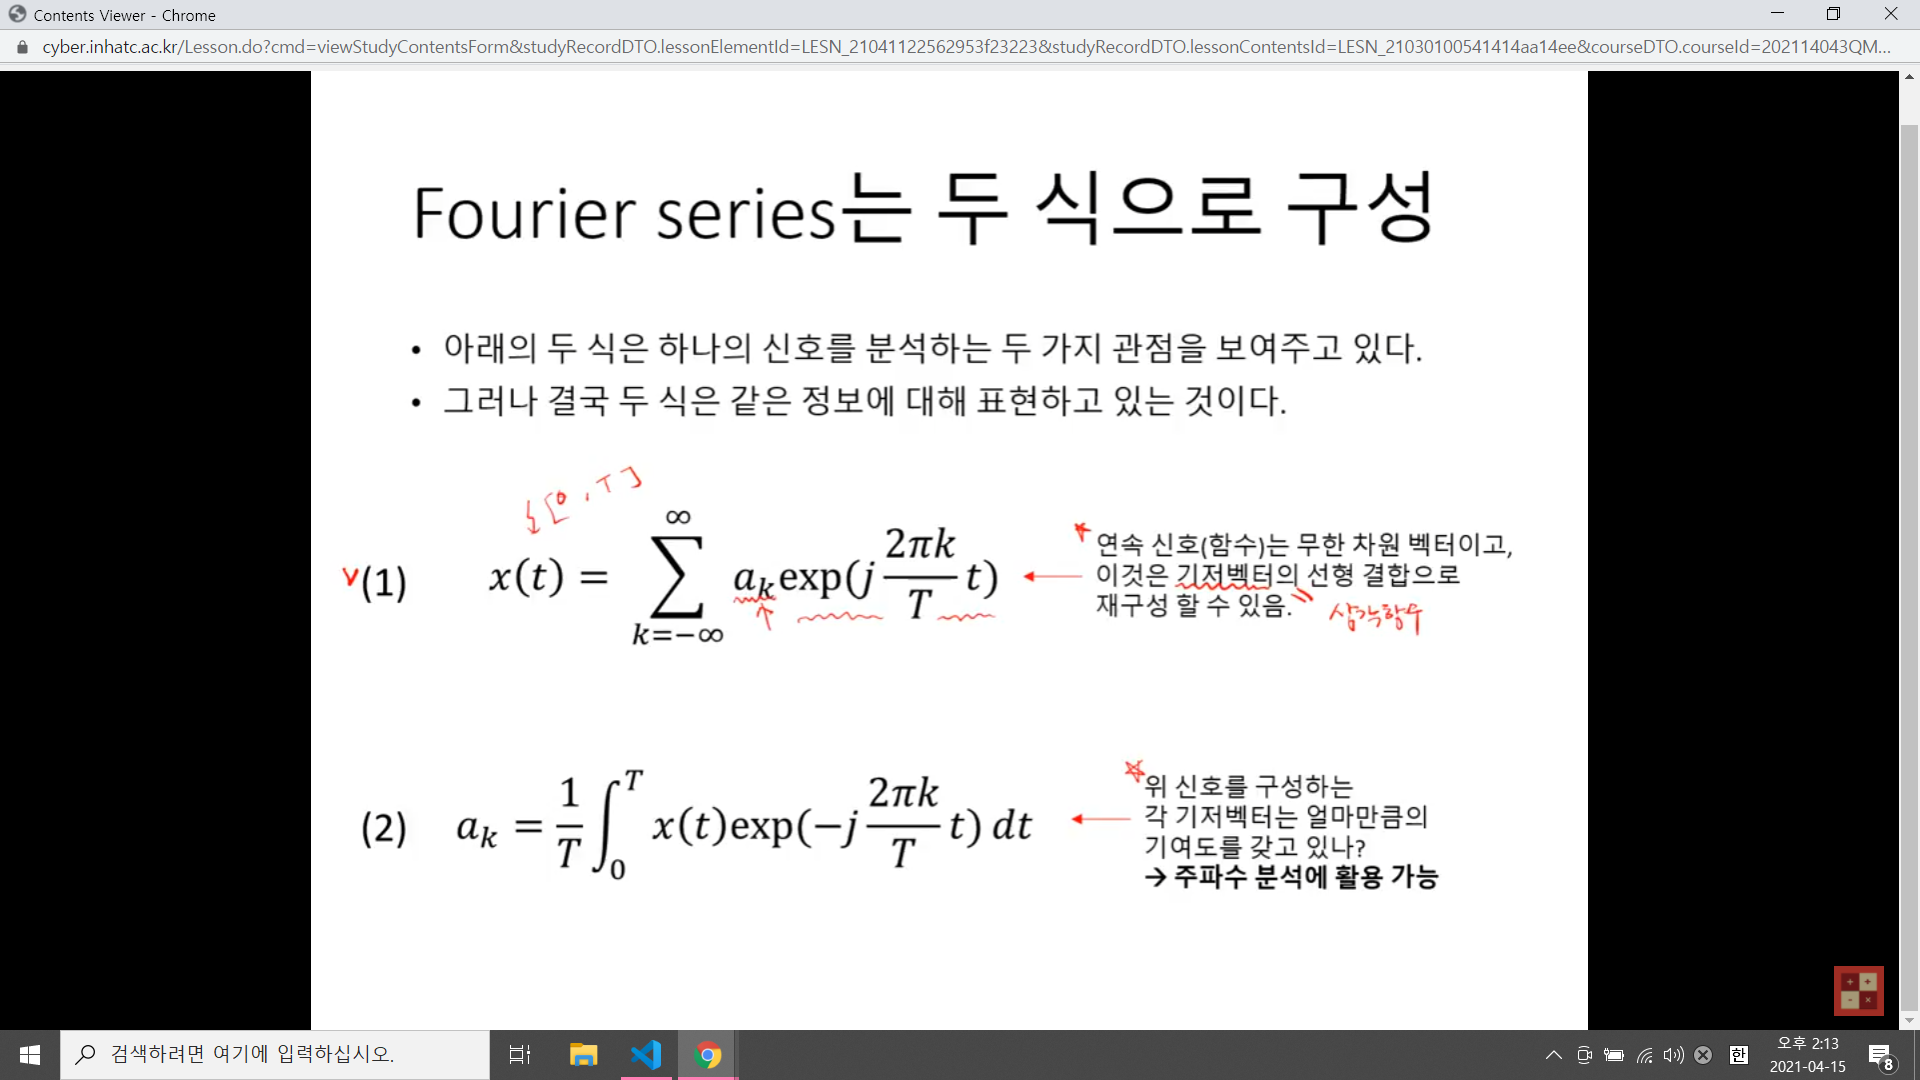 Contents Viewer - Chrome
cyber.inhatc.ac.kr/Lesson.do?cmd=viewStudyContentsForm&studyRecordDTO.lessonElementId=LESN_21041122562953f23223&studyRecordDTO.lessonContentsId=LESN_21030100541414aa14ee&courseDTO.courseId=202114043QM...
Fourier series는 두 식으로 구성
• 아래의 두 식은 하나의 신호를 분석하는 두 가지 관점을 보여주고 있다.
• 그러나 결국 두 식은 같은 정보에 대해 표현하고 있는 것이다.
[0, T]
v(1) x(t) = ∑_{k=-∞}^{∞} a_k exp(j \frac{2πk}{T} t)
연속 신호(함수)는 무한 차원 벡터이고,
이것은 기저벡터의 선형 결합으로
재구성 할 수 있음.
삼각함수
(2) a_k = \frac{1}{T} ∫_0^T x(t)exp(−j \frac{2πk}{T} t) dt
위 신호를 구성하는
각 기저벡터는 얼마만큼의
기여도를 갖고 있나?
→ 주파수 분석에 활용 가능
검색하려면 여기에 입력하십시오.
한
오후 2:13
2021-04-15
8